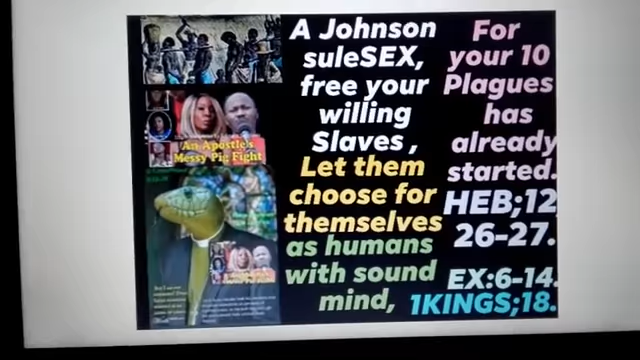 A Johnson
suleSEX,
free your
willing
Slaves ,
Let them
choose for
themselves
as humans
with sound
mind,
For
your 10
Plagues
has
already
started.
HEB;12
26-27.
EX:6-14.
1KINGS;18.
An Apostle's
Messy Pig Fight